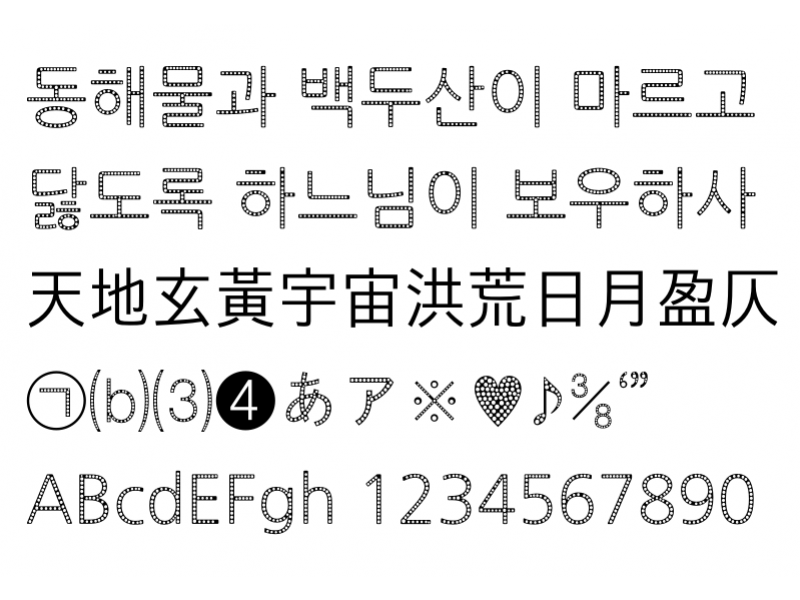 동해물과 백두산이 마르고
닳도록 하느님이 보우하사
天地玄黃宇宙洪荒日月盈仄
㉠⒝⑶❹あア※♥♪⅜“”
ABcdEFgh 1234567890